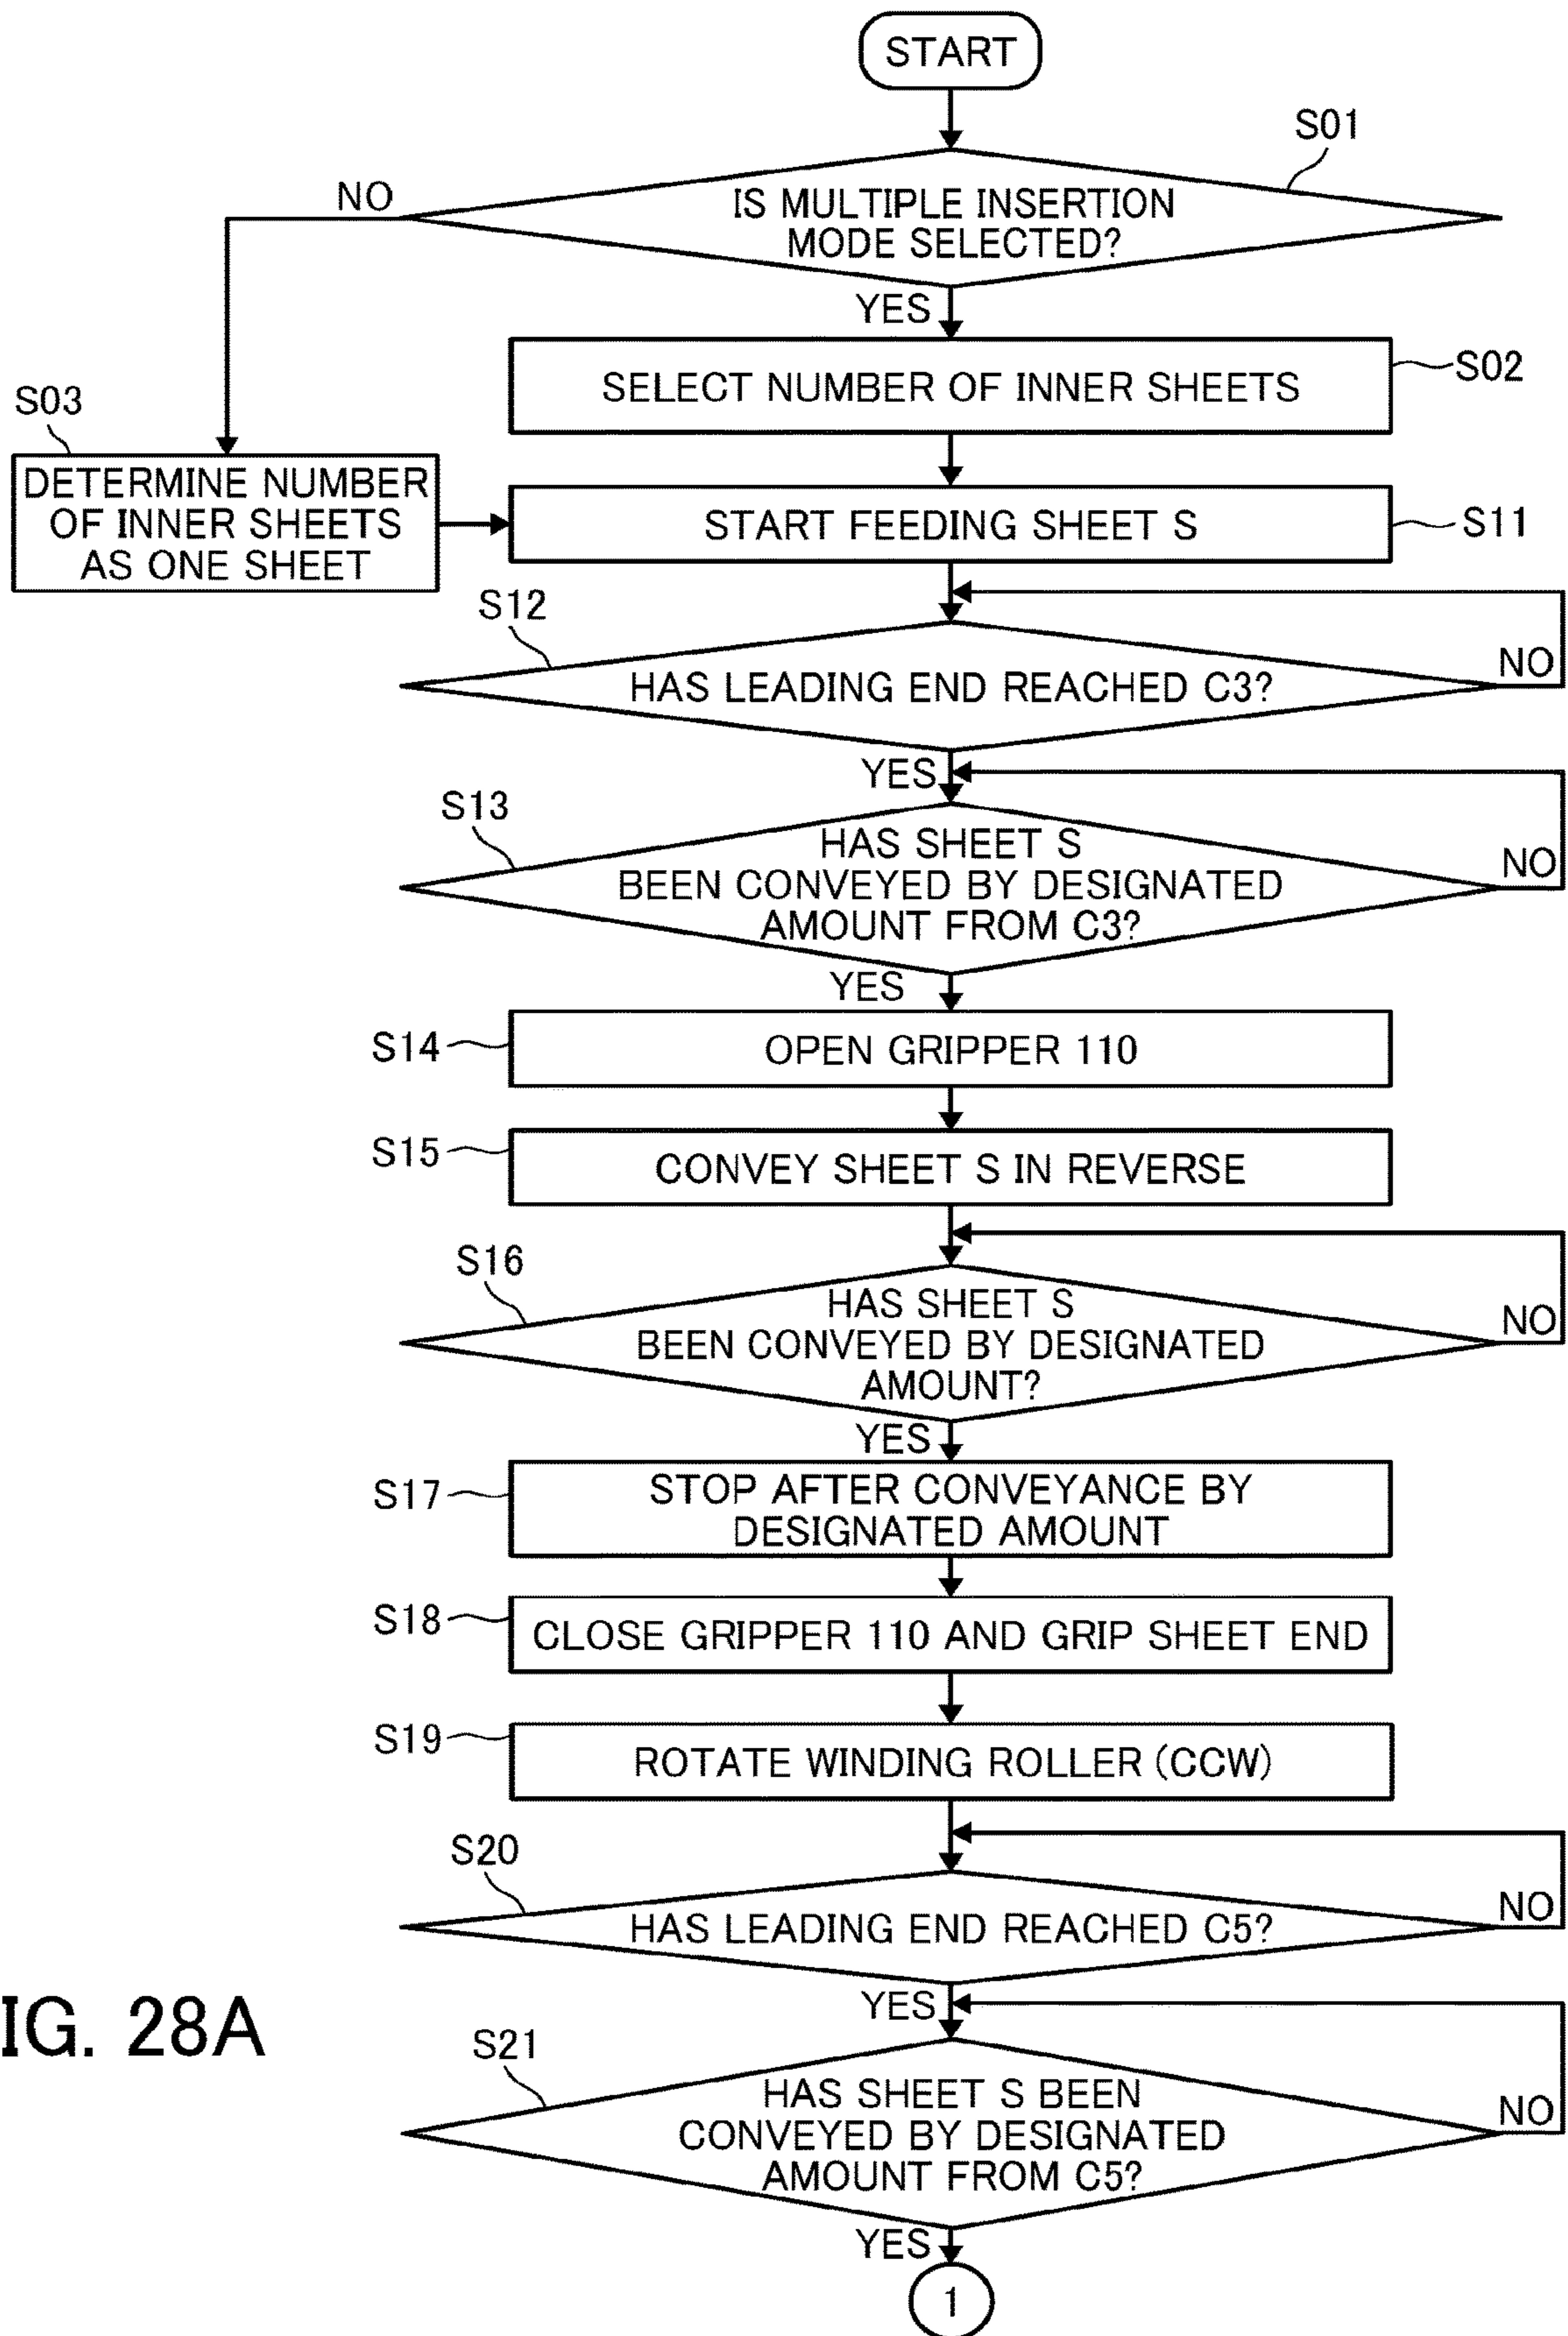 START
S01
NO
IS MULTIPLE INSERTION
MODE SELECTED?
YES
SELECT NUMBER OF INNER SHEETS
S02
S03
DETERMINE NUMBER
OF INNER SHEETS
AS ONE SHEET
START FEEDING SHEET S
S11
S12
HAS LEADING END REACHED C3?
NO
YES
S13
HAS SHEET S
BEEN CONVEYED BY DESIGNATED
AMOUNT FROM C3?
NO
YES
S14
OPEN GRIPPER 110
S15
CONVEY SHEET S IN REVERSE
S16
HAS SHEET S
BEEN CONVEYED BY DESIGNATED
AMOUNT?
NO
YES
S17
STOP AFTER CONVEYANCE BY
DESIGNATED AMOUNT
S18
CLOSE GRIPPER 110 AND GRIP SHEET END
S19
ROTATE WINDING ROLLER (CCW)
S20
HAS LEADING END REACHED C5?
NO
YES
IG. 28A
S21
HAS SHEET S BEEN
CONVEYED BY DESIGNATED
AMOUNT FROM C5?
NO
YES
1